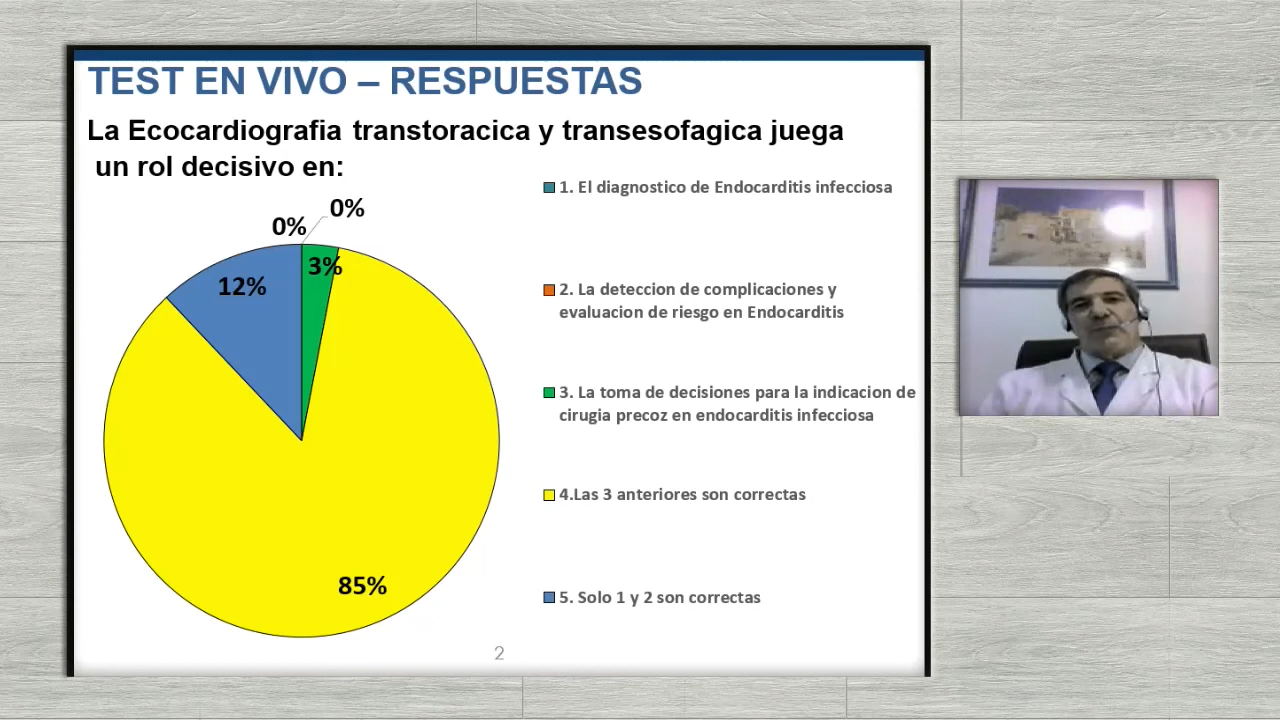 TEST EN VIVO – RESPUESTAS
La Ecocardiografia transtoracica y transesofagica juega
un rol decisivo en:
0%
0%
3%
12%
85%
1. El diagnostico de Endocarditis infecciosa
2. La deteccion de complicaciones y
evaluacion de riesgo en Endocarditis
3. La toma de decisiones para la indicacion de
cirugia precoz en endocarditis infecciosa
4.Las 3 anteriores son correctas
5. Solo 1 y 2 son correctas
2